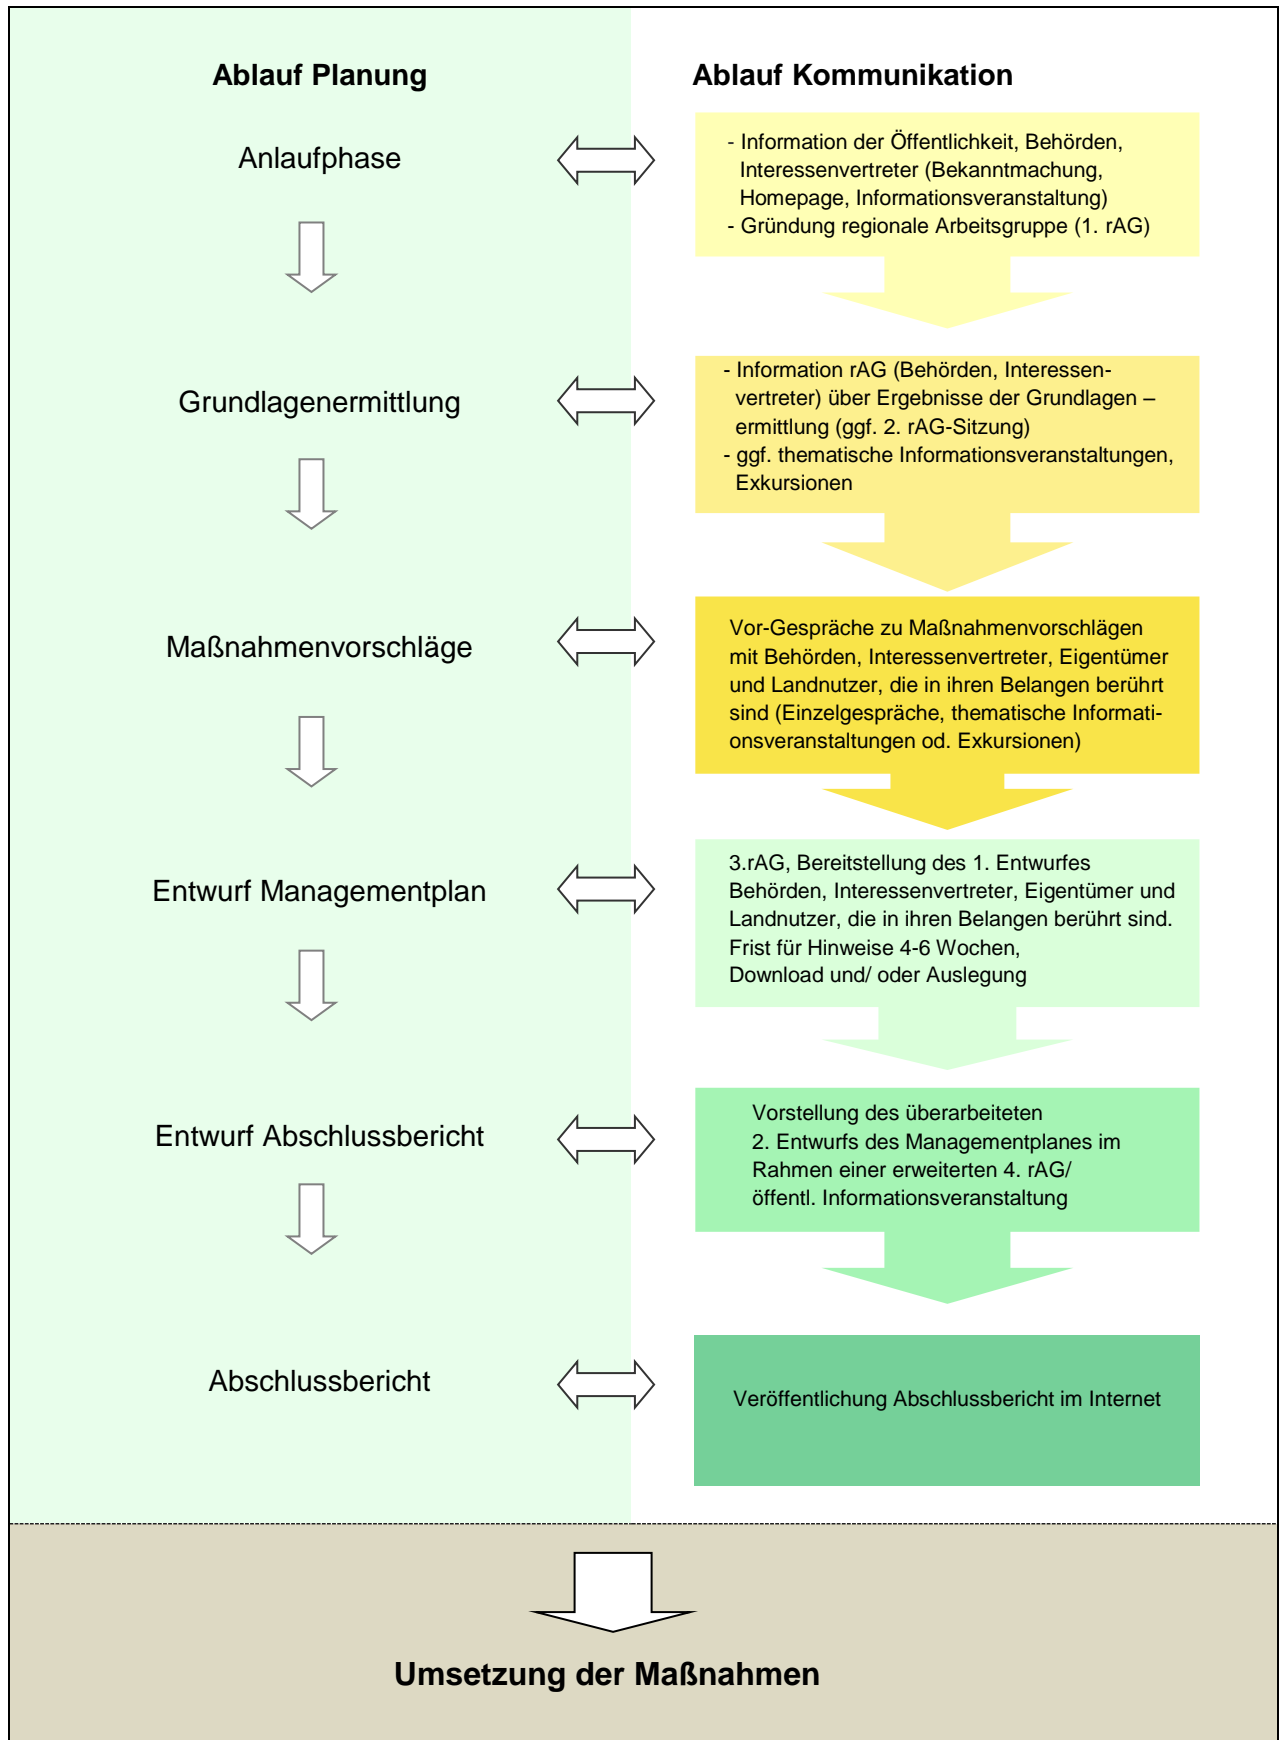 Ablauf Planung
Ablauf Kommunikation
Anlaufphase
- Information der Öffentlichkeit, Behörden,
Interessenvertreter (Bekanntmachung,
Homepage, Informationsveranstaltung)
- Gründung regionale Arbeitsgruppe (1. rAG)
Grundlagenermittlung
- Information rAG (Behörden, Interessen-
vertreter) über Ergebnisse der Grundlagen –
ermittlung (ggf. 2. rAG-Sitzung)
- ggf. thematische Informationsveranstaltungen,
Exkursionen
Maßnahmenvorschläge
Vor-Gespräche zu Maßnahmenvorschlägen
mit Behörden, Interessenvertreter, Eigentümer
und Landnutzer, die in ihren Belangen berührt
sind (Einzelgespräche, thematische Informati-
onsveranstaltungen od. Exkursionen)
Entwurf Managementplan
3.rAG, Bereitstellung des 1. Entwurfes
Behörden, Interessenvertreter, Eigentümer und
Landnutzer, die in ihren Belangen berührt sind.
Frist für Hinweise 4-6 Wochen,
Download und/ oder Auslegung
Entwurf Abschlussbericht
Vorstellung des überarbeiteten
2. Entwurfs des Managementplanes im
Rahmen einer erweiterten 4. rAG/
öffentl. Informationsveranstaltung
Abschlussbericht
Veröffentlichung Abschlussbericht im Internet
Umsetzung der Maßnahmen